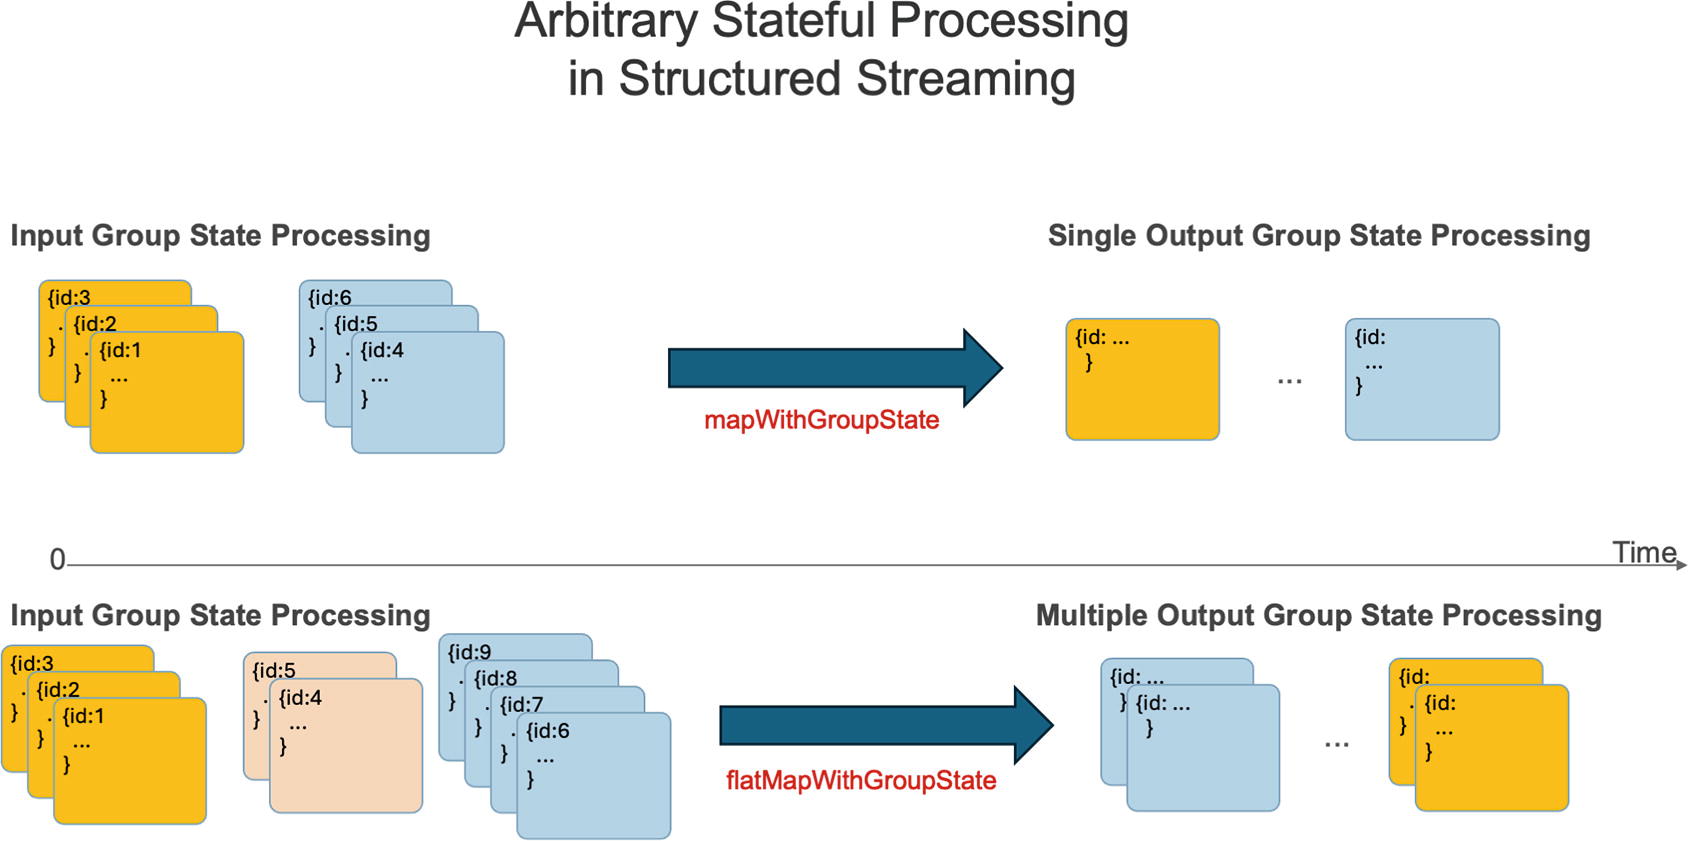 Arbitrary Stateful Processing
in Structured Streaming
Input Group State Processing
Single Output Group State Processing
{id:3
.
}
{id:2
.
}
{id:1
...
}
{id:6
.
}
{id:5
.
}
{id:4
...
}
mapWithGroupState
{id: ...
}
...
{id:
...
}
0
Time
Input Group State Processing
Multiple Output Group State Processing
{id:3
.
}
{id:2
.
}
{id:1
...
}
{id:5
.
}
{id:4
...
}
{id:9
.
}
{id:8
.
}
{id:7
.
}
{id:6
...
}
flatMapWithGroupState
{id: ...
}
{id: ...
}
...
{id:
.
}
{id:
...
}